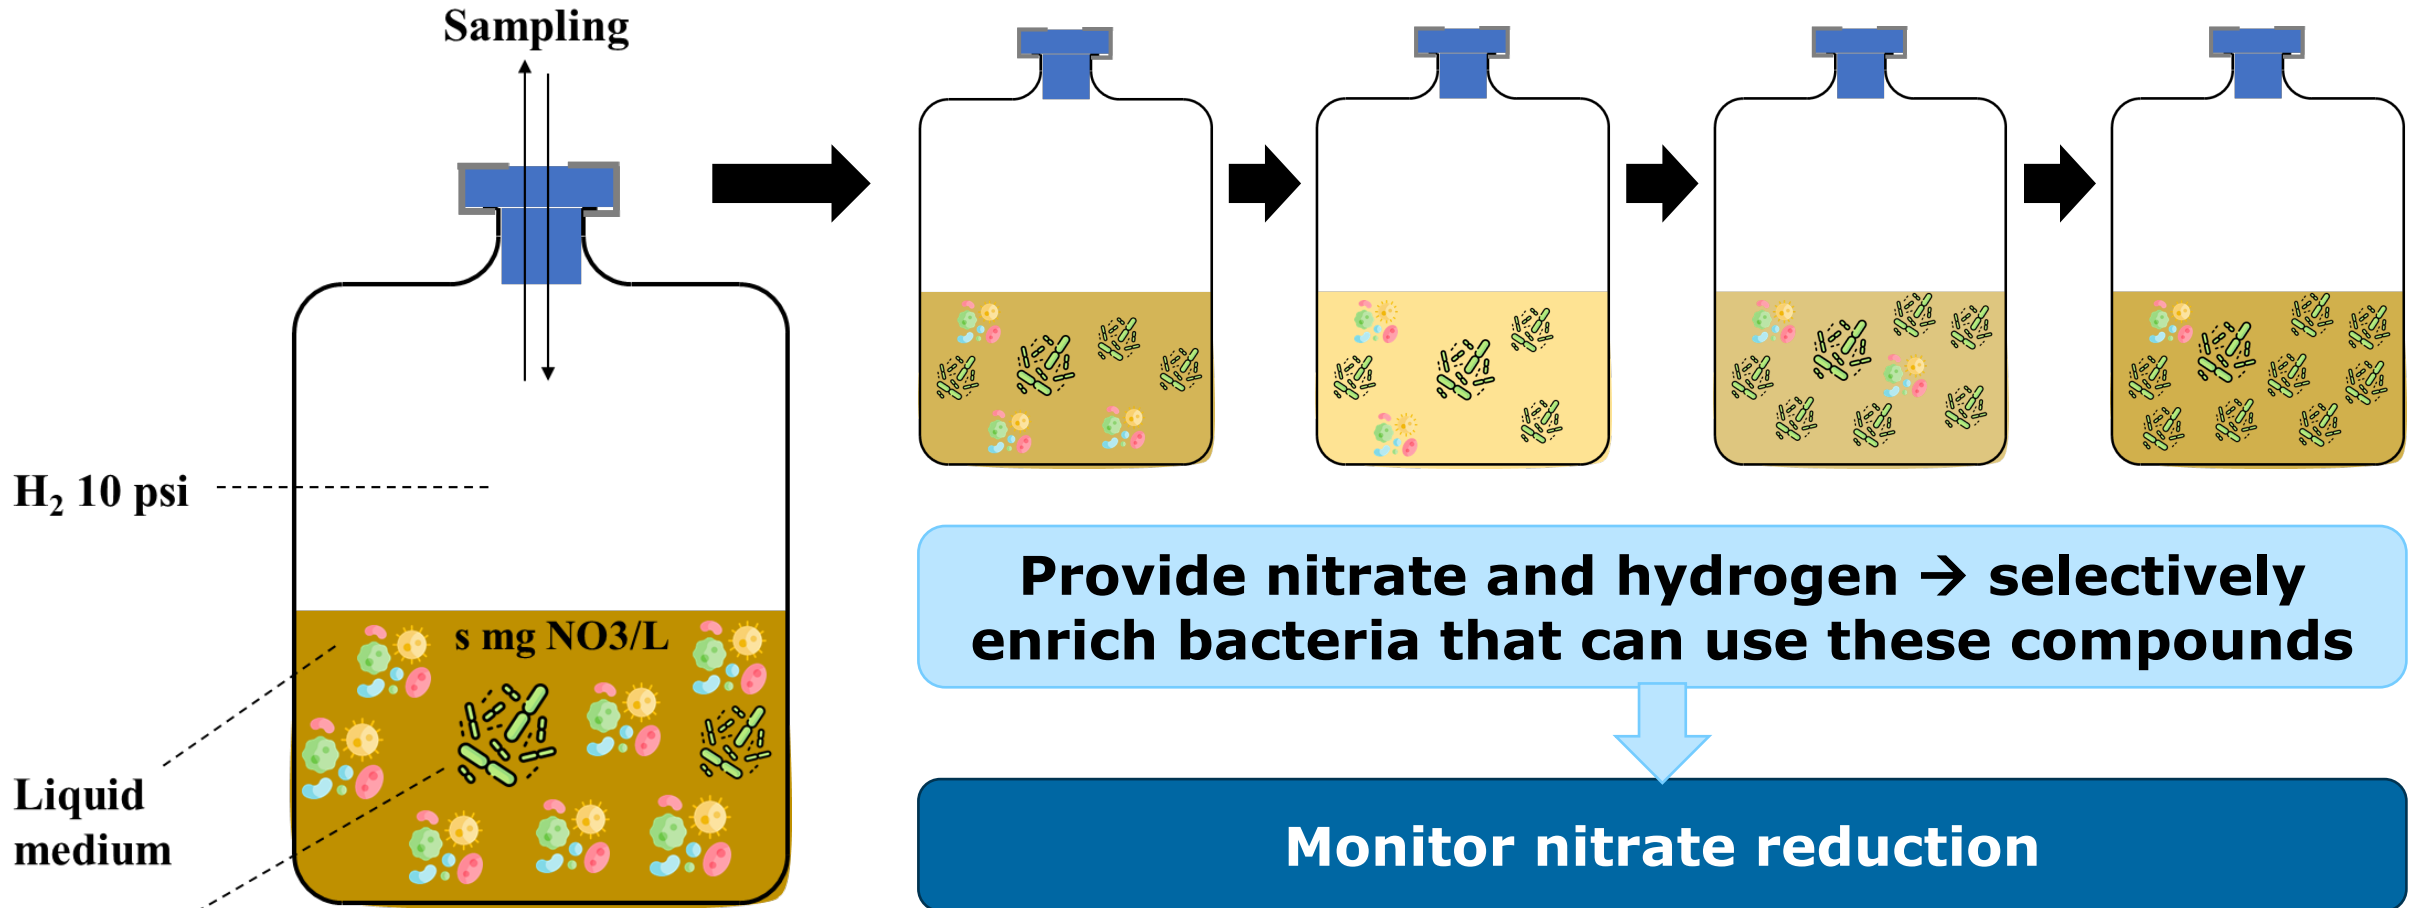 Sampling
H₂ 10 psi
s mg NO3/L
Liquid
medium
Provide nitrate and hydrogen → selectively
enrich bacteria that can use these compounds
Monitor nitrate reduction